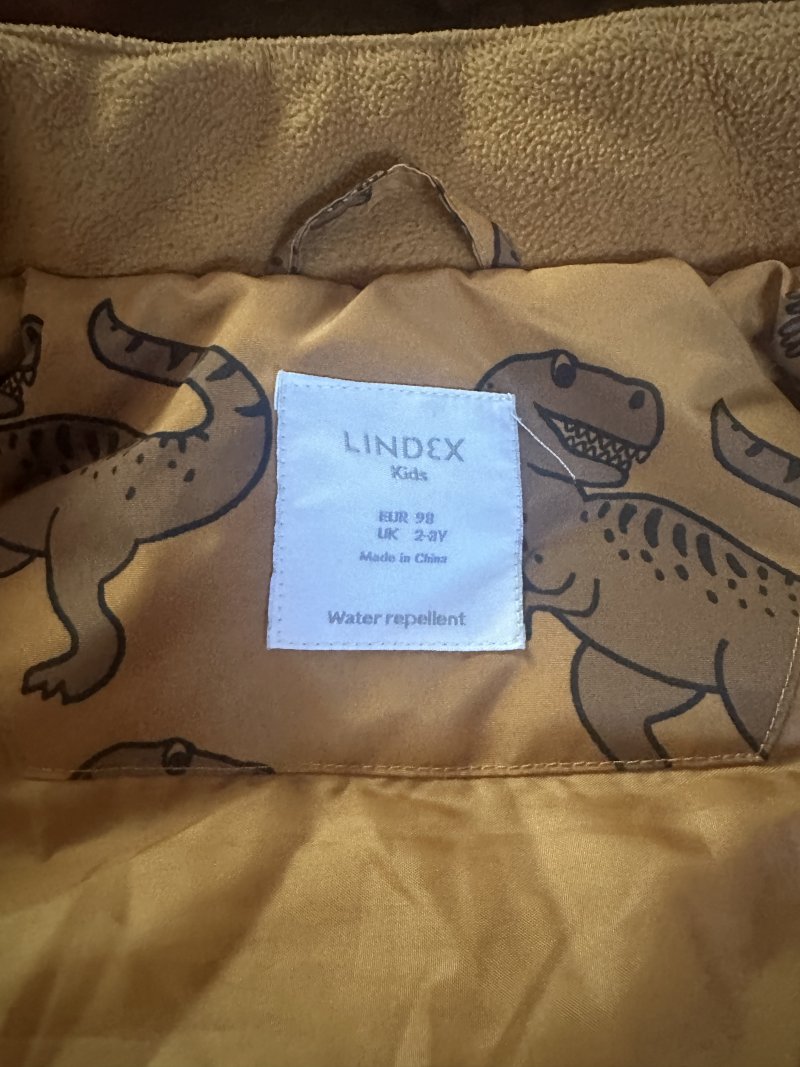 LINDEX
Kids
EUR 98
UK 2-3Y
Made in China
Water repellent